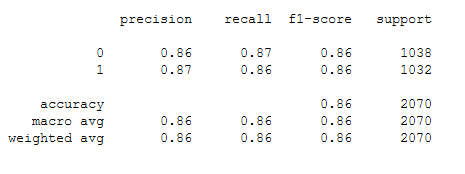 precision recall f1-score support
0 0.86 0.87 0.86 1038
1 0.87 0.86 0.86 1032
accuracy 0.86 2070
macro avg 0.86 0.86 0.86 2070
weighted avg 0.86 0.86 0.86 2070